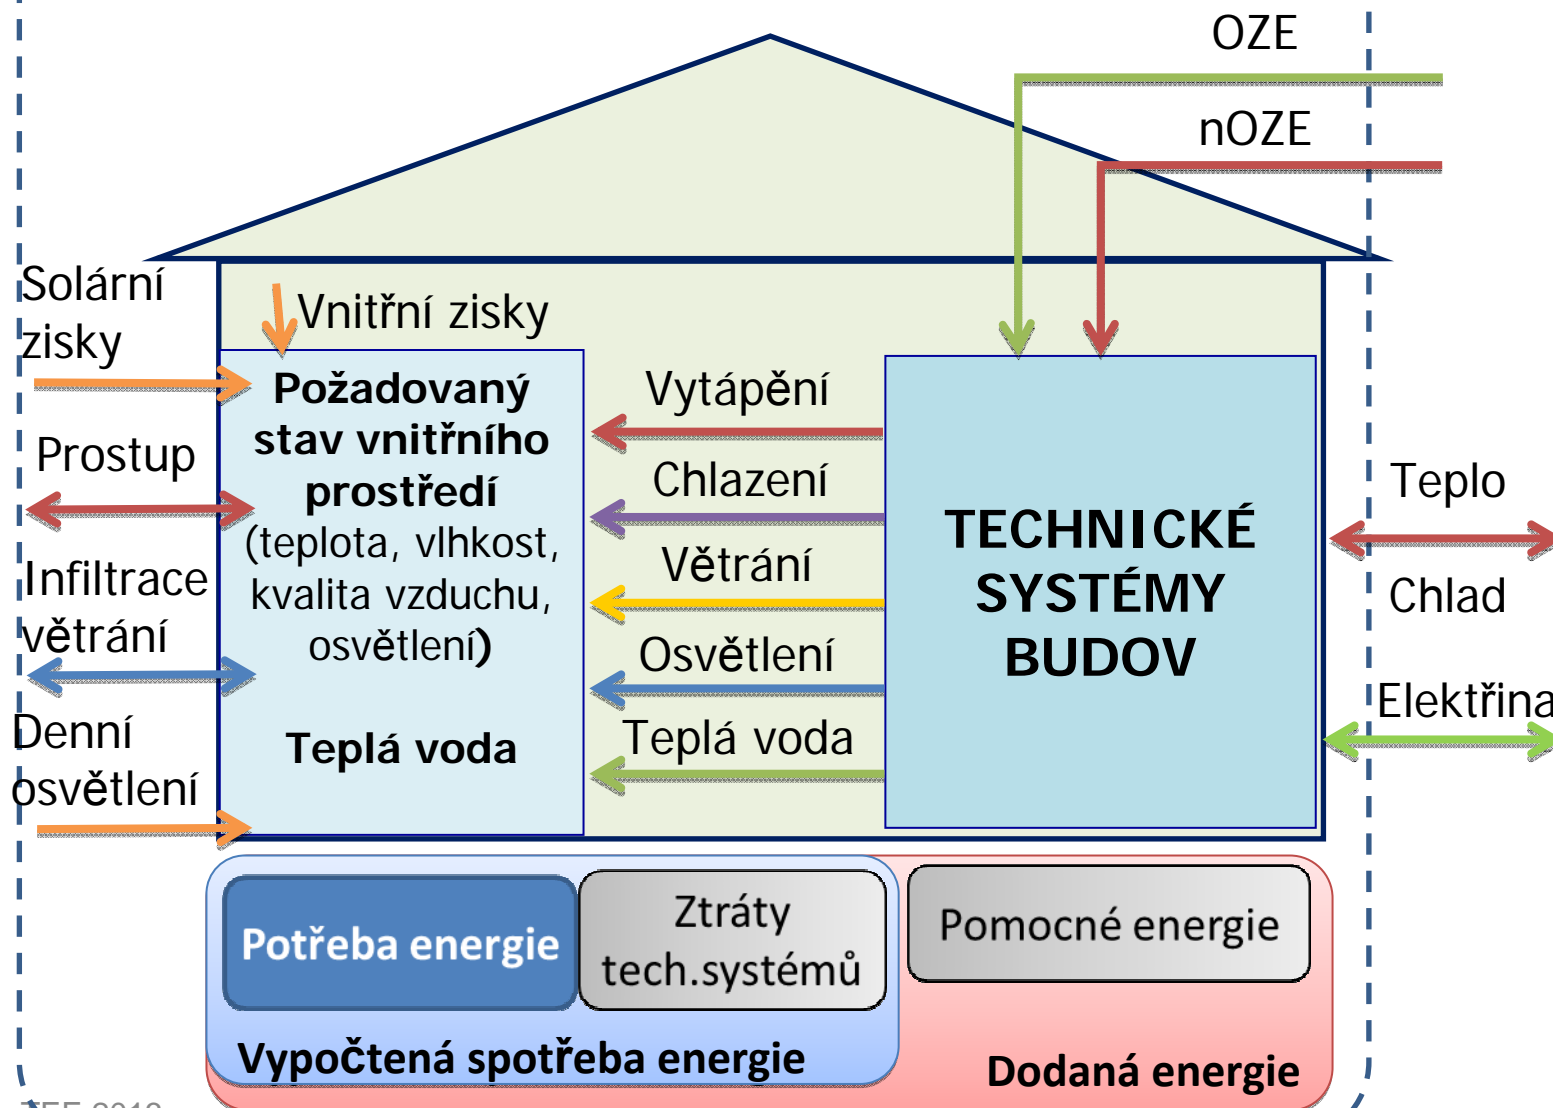 OZE
nOZE
Solární
zisky
Vnitřní zisky
Požadovaný
stav vnitřního
prostředí
(teplota, vlhkost,
kvalita vzduchu,
osvětlení)
Teplá voda
Prostup
Infiltrace
větrání
Denní
osvětlení
Vytápění
Chlazení
Větrání
Osvětlení
Teplá voda
TECHNICKÉ
SYSTÉMY
BUDOV
Teplo
Chlad
Elektřina
Potřeba energie
Ztráty
tech.systémů
Pomocné energie
Vypočtená spotřeba energie
Dodaná energie